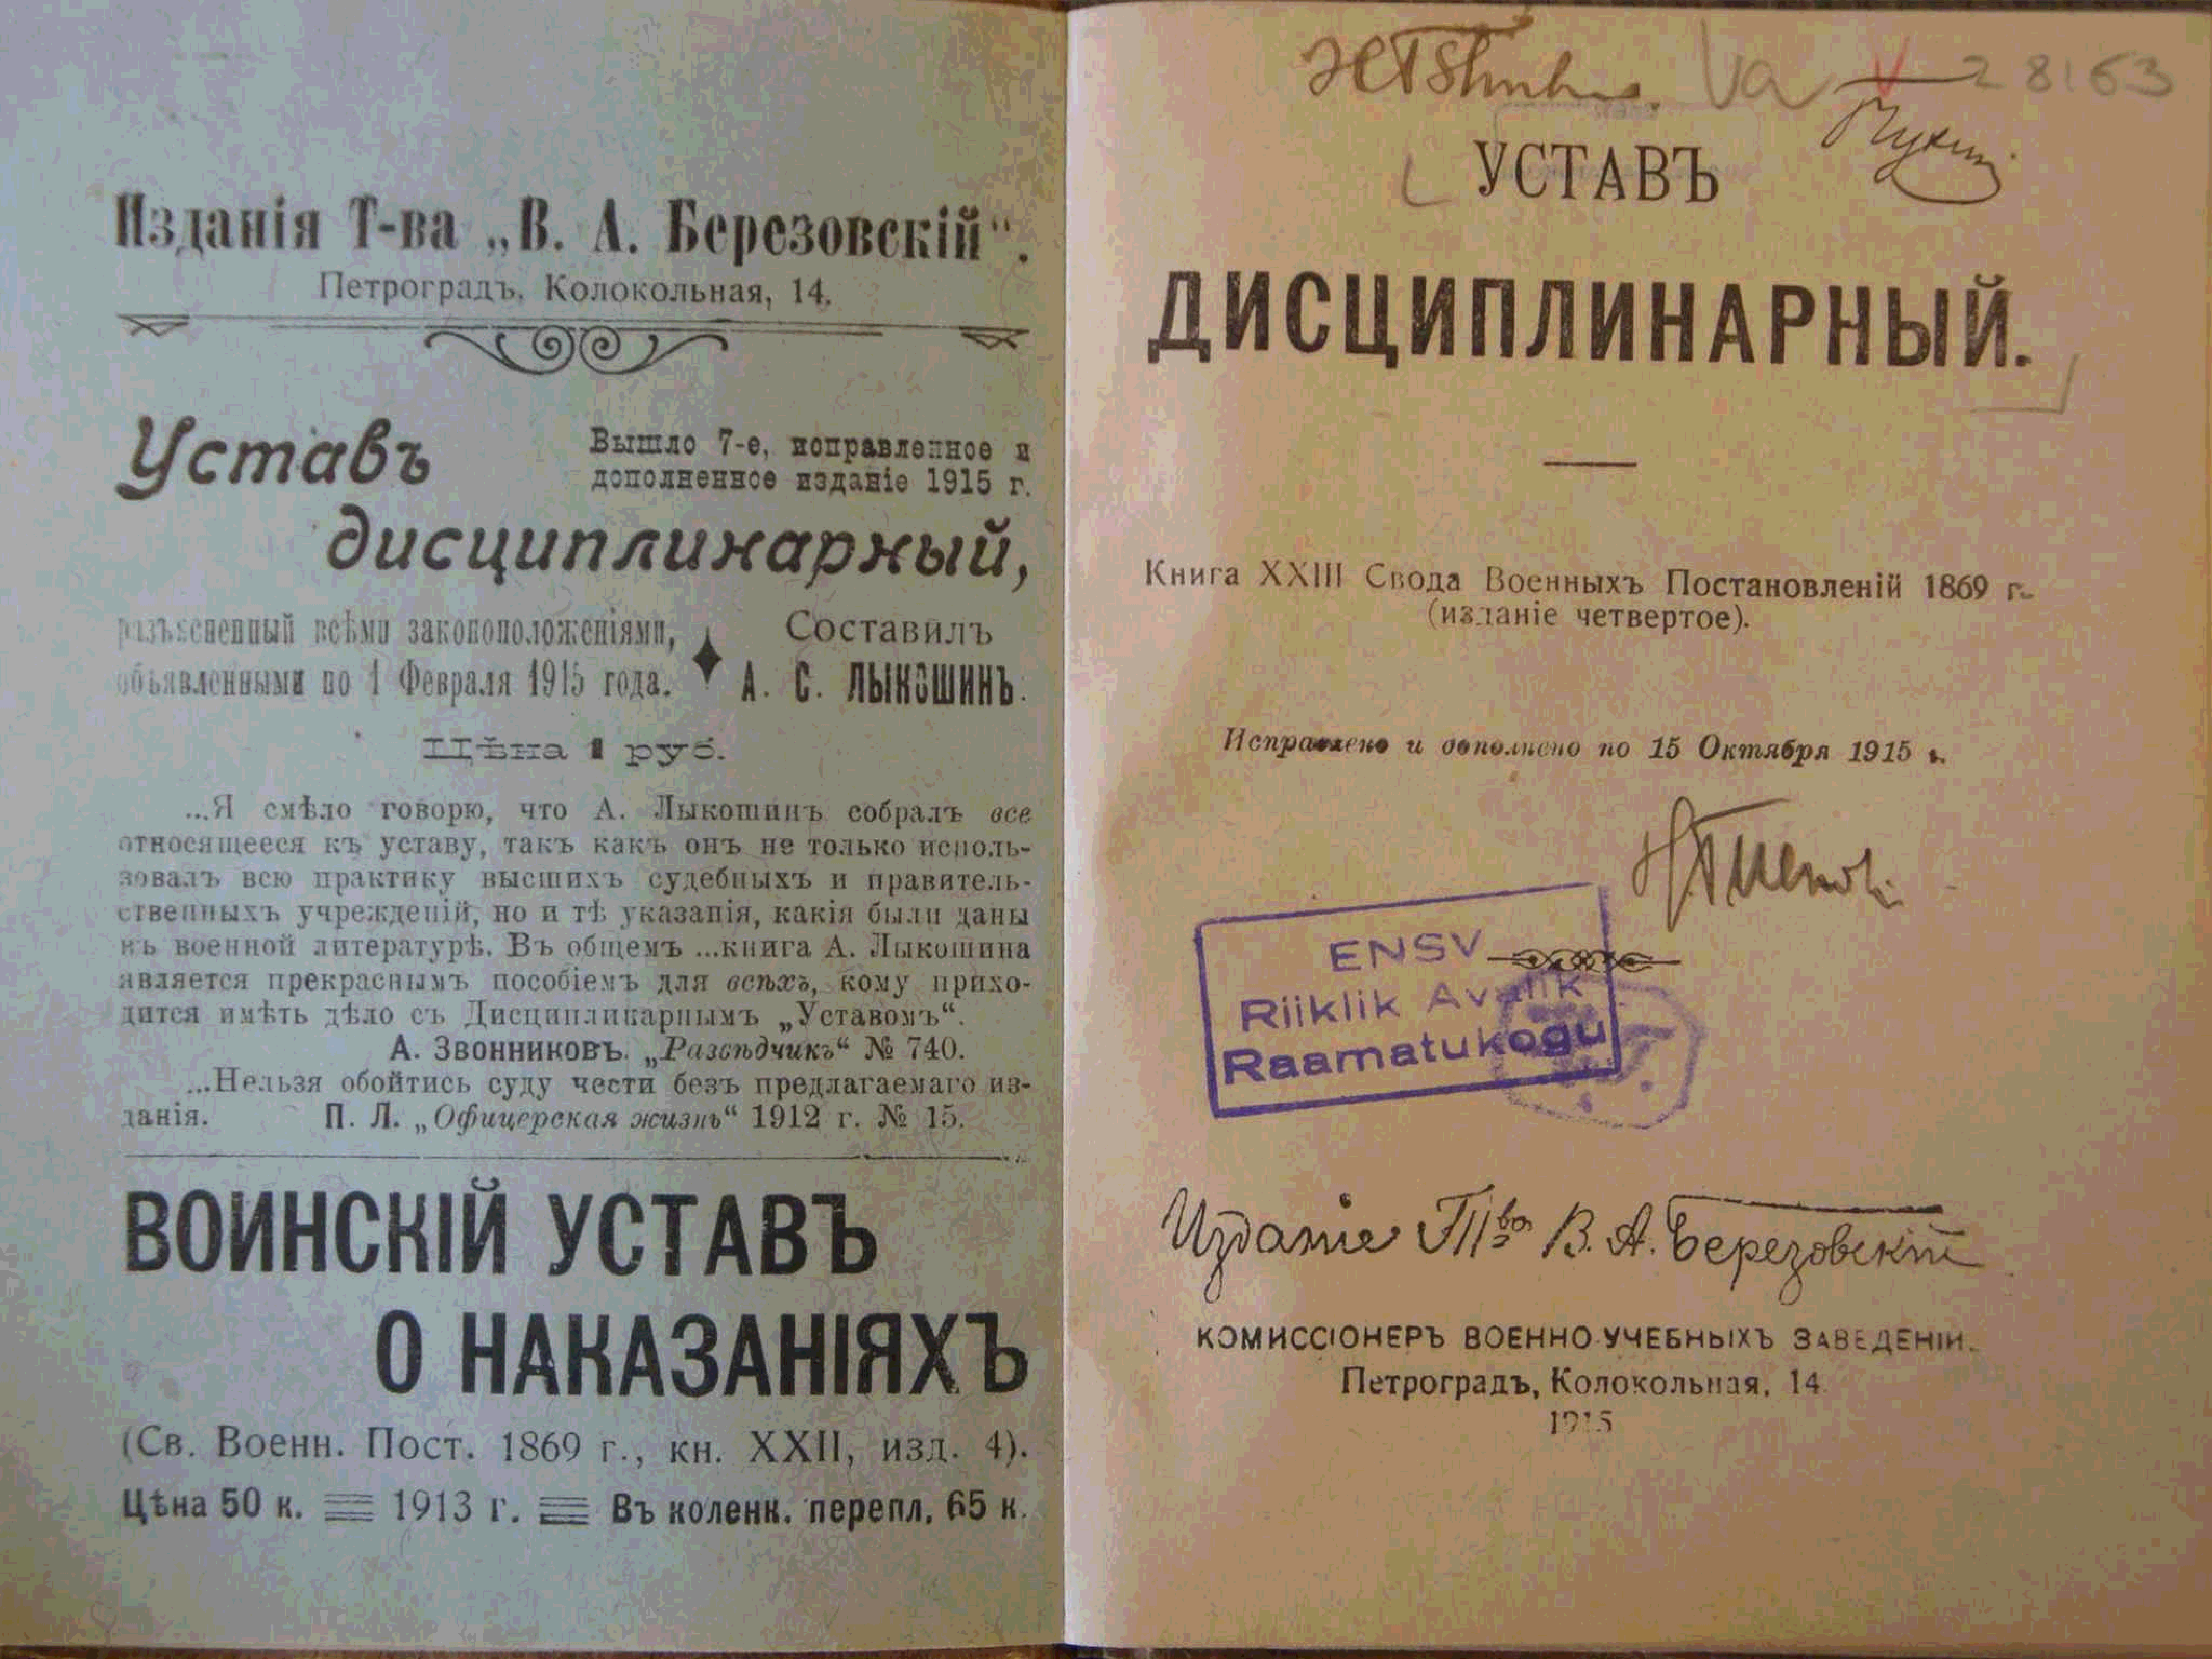 Изданія Т-ва „В. А. Березовскій“.
Петроградъ, Колокольная, 14.
Уставъ
Вышло 7-е, исправленное и
дополненное изданіе 1915 г.
дисциплинарный,
разъясненный всѣми законоположеніями,
объявленными по 1 Февраля 1915 года.
Составилъ
А. С. ЛЫКОШИНЪ.
Цѣна 1 руб.
...Я смѣло говорю, что А. Лыкошинъ собралъ все
относящееся къ уставу, такъ какъ онъ не только исполь-
зовалъ всю практику высшихъ судебныхъ и правитель-
ственныхъ учрежденій, но и тѣ указанія, какія были даны
въ военной литературѣ. Въ общемъ ...книга А. Лыкошина
является прекраснымъ пособіемъ для всѣхъ, кому прихо-
дится имѣть дѣло съ Дисциплинарнымъ „Уставомъ“.
А. Звонниковъ. „Развѣдчикъ“ № 740.
...Нельзя обойтись суду чести безъ предлагаемаго из-
данія. П. Л. „Офицерская жизнь“ 1912 г. № 15.
ВОИНСКІЙ УСТАВЪ
О НАКАЗАНІЯХЪ
(Св. Военн. Пост. 1869 г., кн. XXII, изд. 4).
Цѣна 50 к. 1913 г. Въ коленк. перепл. 65 к.
Va 28163
УСТАВЪ
ДИСЦИПЛИНАРНЫЙ.
Книга XXIII Свода Военныхъ Постановленій 1869 г.
(изданіе четвертое).
Исправлено и дополнено по 15 Октября 1915 г.
ENSV
Riiklik Avalik
Raamatukogu
Изданіе Т-ва В. А. Березовскій
КОМИССІОНЕРЪ ВОЕННО-УЧЕБНЫХЪ ЗАВЕДЕНІЙ.
Петроградъ, Колокольная, 14
1915